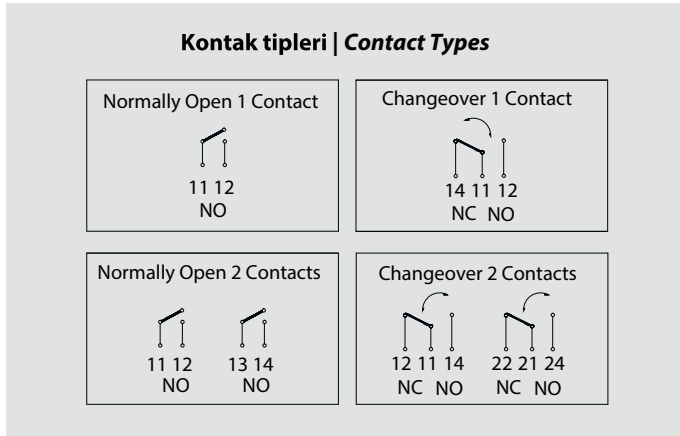 Kontak tipleri | Contact Types
Normally Open 1 Contact
11 12
NO
Changeover 1 Contact
14 11 12
NC NO
Normally Open 2 Contacts
11 12 13 14
NO NO
Changeover 2 Contacts
12 11 14 22 21 24
NC NO NC NO